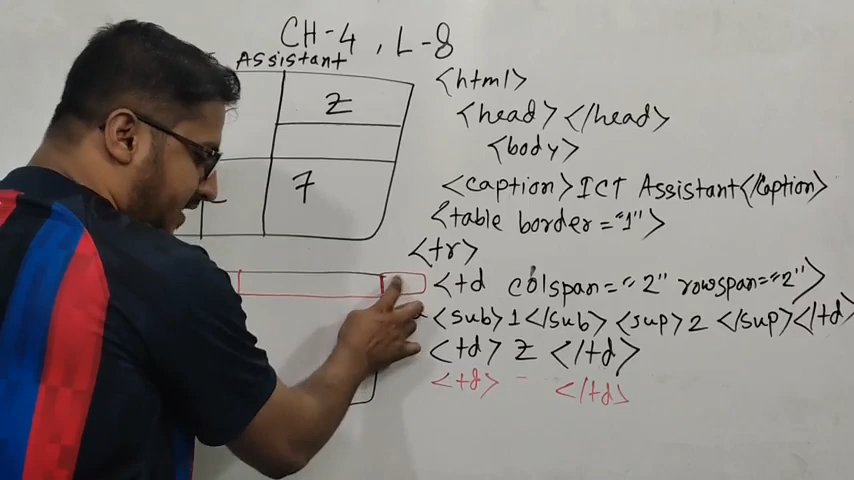 CH-4, L-8
Assistant
Z
7
<html>
<head></head>
<body>
<caption>ICT Assistant</Caption>
<table border="1">
<tr>
<td colspan="2" rowspan="2">
<sub>1</sub> <sup>2 </sup></td>
<td> Z </td>
<td> - </td>